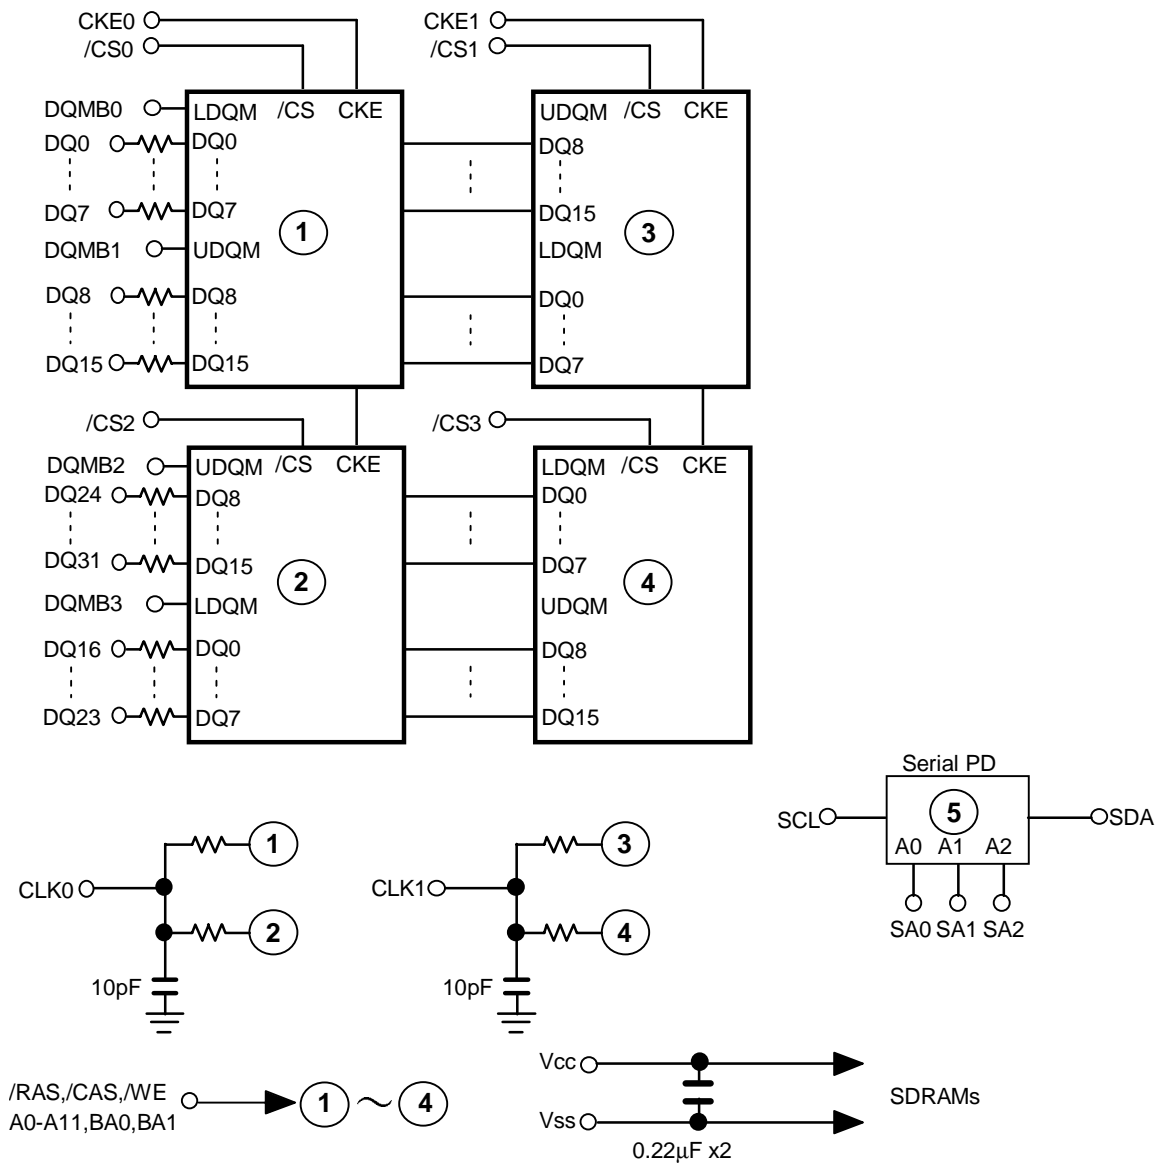 CKE0
CKE1
/CS0
/CS1
DQMB0
LDQM /CS CKE
UDQM /CS CKE
DQ0
DQ0
DQ8
DQ7
DQ7
DQ15
1
3
DQMB1
UDQM
LDQM
DQ8
DQ8
DQ0
DQ15
DQ15
DQ7
/CS2
/CS3
DQMB2
UDQM /CS CKE
LDQM /CS CKE
DQ24
DQ8
DQ0
DQ31
DQ15
DQ7
2
4
DQMB3
LDQM
UDQM
DQ16
DQ0
DQ8
DQ23
DQ7
DQ15
Serial PD
SCL
5
SDA
A0 A1 A2
SA0 SA1 SA2
1
CLK0
2
10pF
3
CLK1
4
10pF
/RAS,/CAS,/WE
A0-A11,BA0,BA1
1 ~ 4
Vcc
Vss
SDRAMs
0.22µF x2